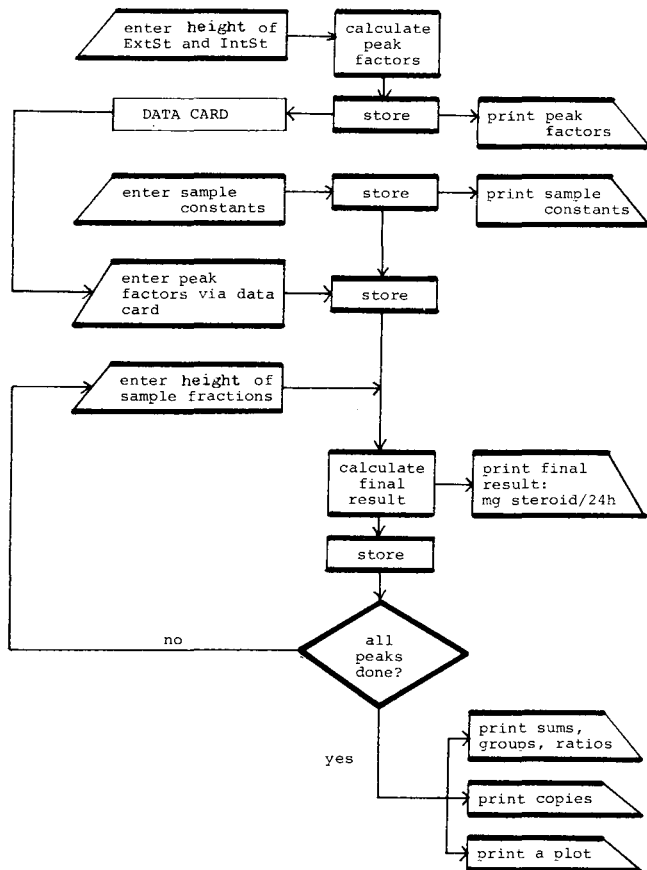 enter height of
ExtSt and IntSt
calculate
peak
factors
DATA CARD
store
print peak
factors
enter sample
constants
store
print sample
constants
enter peak
factors via data
card
store
enter height of
sample fractions
calculate
final
result
print final
result:
mg steroid/24h
store
no
all
peaks
done?
yes
print sums,
groups, ratios
print copies
print a plot